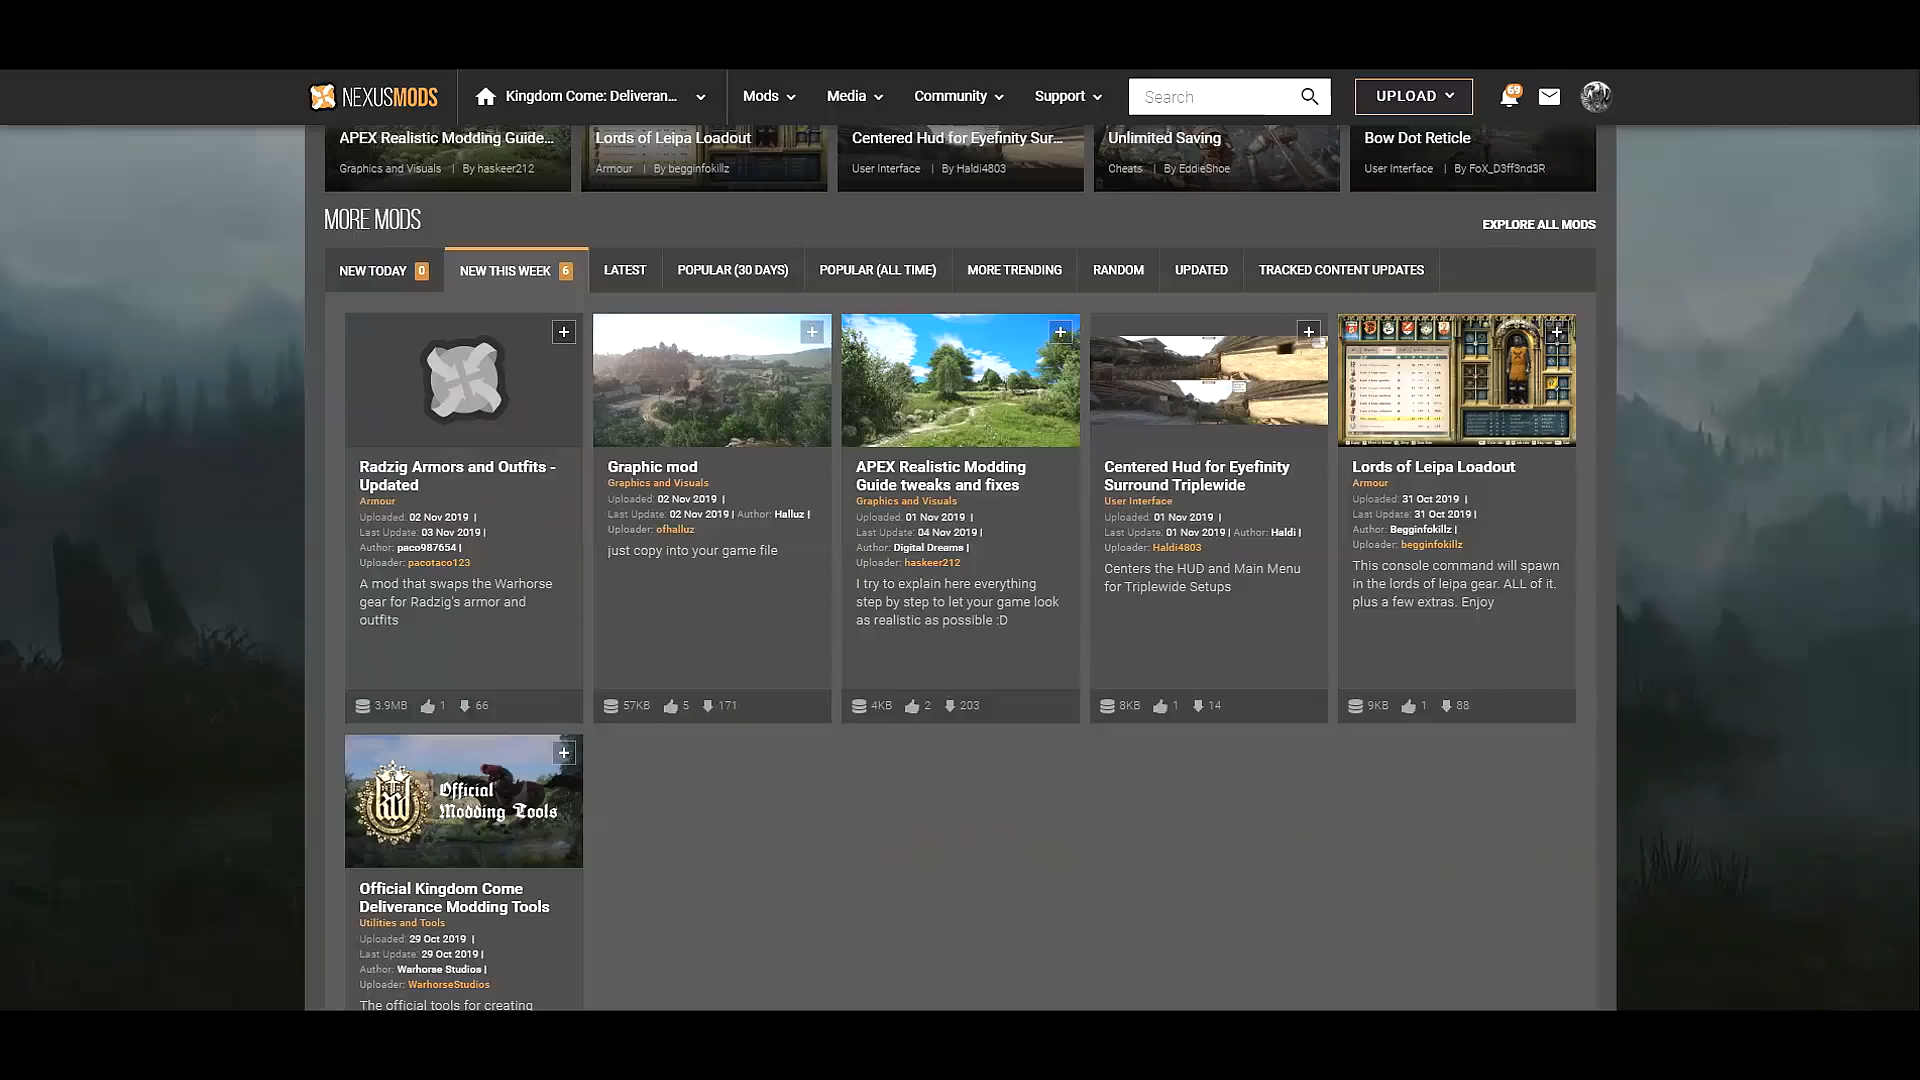 NEXUSMODS
Kingdom Come: Deliveran...
Mods
Media
Community
Support
Search
UPLOAD
69
APEX Realistic Modding Guide...
Graphics and Visuals | By haskeer212
Lords of Leipa Loadout
Armour | By begginfokillz
Centered Hud for Eyefinity Sur...
User Interface | By Haldi4803
Unlimited Saving
Cheats | By EddieShoe
Bow Dot Reticle
User Interface | By FoX_D3ff3nd3R
MORE MODS
EXPLORE ALL MODS
NEW TODAY 0
NEW THIS WEEK 6
LATEST
POPULAR (30 DAYS)
POPULAR (ALL TIME)
MORE TRENDING
RANDOM
UPDATED
TRACKED CONTENT UPDATES
Radzig Armors and Outfits -
Updated
Armour
Uploaded: 02 Nov 2019 |
Last Update: 03 Nov 2019 |
Author: paco987654 |
Uploader: pacotaco123
A mod that swaps the Warhorse
gear for Radzig's armor and
outfits
3.9MB 1 66
Graphic mod
Graphics and Visuals
Uploaded: 02 Nov 2019 |
Last Update: 02 Nov 2019 | Author: Halluz |
Uploader: ofhalluz
just copy into your game file
57KB 5 171
APEX Realistic Modding
Guide tweaks and fixes
Graphics and Visuals
Uploaded: 01 Nov 2019 |
Last Update: 04 Nov 2019 |
Author: Digital Dreams |
Uploader: haskeer212
I try to explain here everything
step by step to let your game look
as realistic as possible :D
4KB 2 203
Centered Hud for Eyefinity
Surround Triplewide
User Interface
Uploaded: 01 Nov 2019 |
Last Update: 01 Nov 2019 | Author: Haldi |
Uploader: Haldi4803
Centers the HUD and Main Menu
for Triplewide Setups
8KB 1 14
Lords of Leipa Loadout
Armour
Uploaded: 31 Oct 2019 |
Last Update: 31 Oct 2019 |
Author: Begginfokillz |
Uploader: begginfokillz
This console command will spawn
in the lords of leipa gear. ALL of it.
plus a few extras. Enjoy
9KB 1 88
kcd
Official
Modding Tools
Official Kingdom Come
Deliverance Modding Tools
Utilities and Tools
Uploaded: 29 Oct 2019 |
Last Update: 29 Oct 2019 |
Author: Warhorse Studios |
Uploader: WarhorseStudios
The official tools for creating